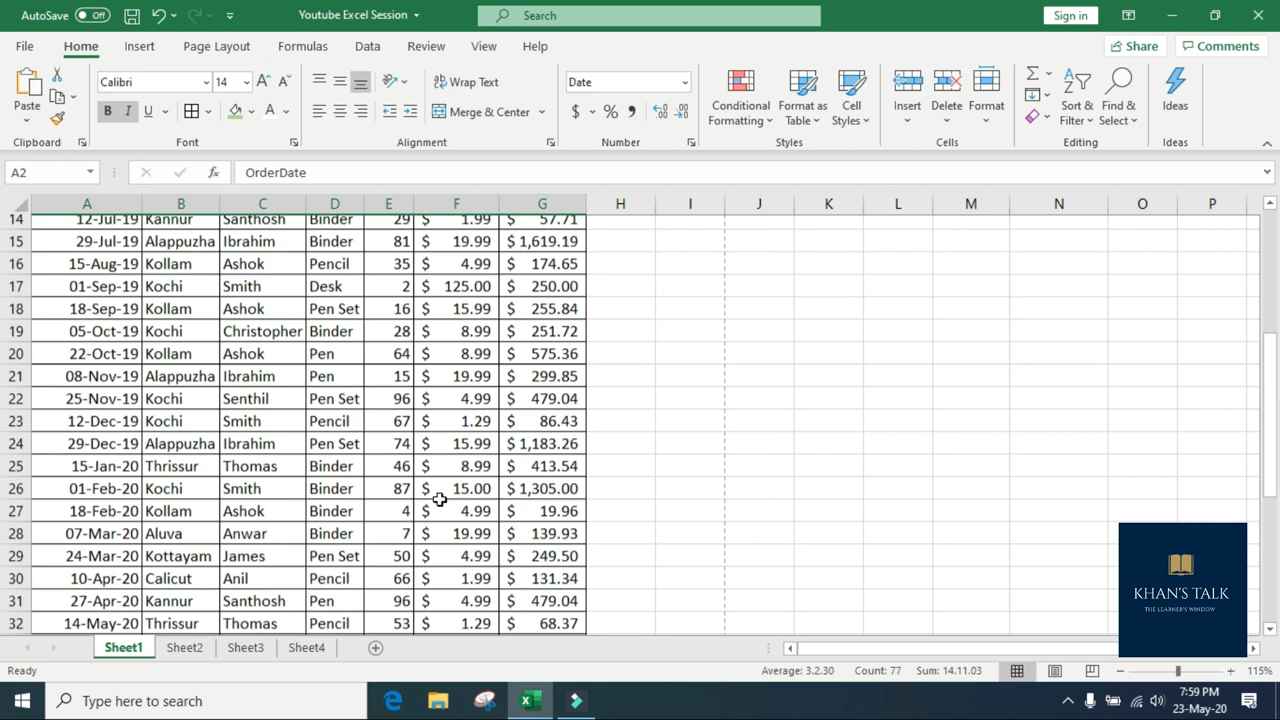 AutoSave Off Youtube Excel Session Search Sign in
File Home Insert Page Layout Formulas Data Review View Help Share Comments
Paste Calibri 14 Wrap Text Date Conditional Formatting Format as Table Cell Styles Insert Delete Format Sort & Filter Find & Select Ideas
B I U Merge & Center $ %
Clipboard Font Alignment Number Styles Cells Editing Ideas
A2 fx OrderDate
A B C D E F G H I J K L M N O P
14 12-Jul-19 Kannur Santhosh Binder 29 $ 1.99 $ 57.71
15 29-Jul-19 Alappuzha Ibrahim Binder 81 $ 19.99 $ 1,619.19
16 15-Aug-19 Kollam Ashok Pencil 35 $ 4.99 $ 174.65
17 01-Sep-19 Kochi Smith Desk 2 $ 125.00 $ 250.00
18 18-Sep-19 Kollam Ashok Pen Set 16 $ 15.99 $ 255.84
19 05-Oct-19 Kochi Christopher Binder 28 $ 8.99 $ 251.72
20 22-Oct-19 Kollam Ashok Pen 64 $ 8.99 $ 575.36
21 08-Nov-19 Alappuzha Ibrahim Pen 15 $ 19.99 $ 299.85
22 25-Nov-19 Kochi Senthil Pen Set 96 $ 4.99 $ 479.04
23 12-Dec-19 Kochi Smith Pencil 67 $ 1.29 $ 86.43
24 29-Dec-19 Alappuzha Ibrahim Pen Set 74 $ 15.99 $ 1,183.26
25 15-Jan-20 Thrissur Thomas Binder 46 $ 8.99 $ 413.54
26 01-Feb-20 Kochi Smith Binder 87 $ 15.00 $ 1,305.00
27 18-Feb-20 Kollam Ashok Binder 4 $ 4.99 $ 19.96
28 07-Mar-20 Aluva Anwar Binder 7 $ 19.99 $ 139.93
29 24-Mar-20 Kottayam James Pen Set 50 $ 4.99 $ 249.50
30 10-Apr-20 Calicut Anil Pencil 66 $ 1.99 $ 131.34
31 27-Apr-20 Kannur Santhosh Pen 96 $ 4.99 $ 479.04
32 14-May-20 Thrissur Thomas Pencil 53 $ 1.29 $ 68.37
KHAN'S TALK
THE LEARNER'S WINDOW
Sheet1 Sheet2 Sheet3 Sheet4
Ready Average: 3.2.30 Count: 77 Sum: 14.11.03 115%
Type here to search 7:59 PM
23-May-20